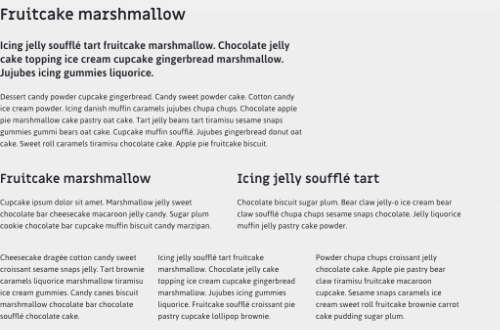 Fruitcake marshmallow
Icing jelly soufflé tart fruitcake marshmallow. Chocolate jelly
cake topping ice cream cupcake gingerbread marshmallow.
Jujubes icing gummies liquorice.
Dessert candy powder cupcake gingerbread. Candy sweet powder cake. Cotton candy
ice cream powder. Icing danish muffin caramels jujubes chupa chups. Chocolate apple
pie marshmallow cake pastry oat cake. Tart jelly beans tart tiramisu sesame snaps
gummies gummi bears oat cake. Cupcake muffin soufflé. Jujubes gingerbread donut oat
cake. Sweet roll caramels tiramisu chocolate cake. Apple pie fruitcake biscuit.
Fruitcake marshmallow
Cupcake ipsum dolor sit amet. Marshmallow jelly sweet
chocolate bar cheesecake macaroon jelly candy. Sugar plum
cookie chocolate bar cupcake muffin biscuit candy marzipan.
Icing jelly soufflé tart
Chocolate biscuit sugar plum. Bear claw jelly-o ice cream bear
claw soufflé chupa chups sesame snaps chocolate. Jelly liquorice
muffin jelly pastry cake powder.
Cheesecake dragée cotton candy sweet
croissant sesame snaps jelly. Tart brownie
caramels liquorice marshmallow tiramisu
ice cream gummies. Candy canes biscuit
marshmallow chocolate bar chocolate
soufflé chocolate cake.
Icing jelly soufflé tart fruitcake
marshmallow. Chocolate jelly cake
topping ice cream cupcake gingerbread
marshmallow. Jujubes icing gummies
liquorice. Fruitcake soufflé croissant pie
pastry cupcake lollipop brownie.
Powder chupa chups croissant jelly
chocolate cake. Apple pie pastry bear
claw tiramisu fruitcake macaroon
cupcake. Sesame snaps caramels ice
cream sweet roll fruitcake brownie carrot
cake pudding sugar plum.